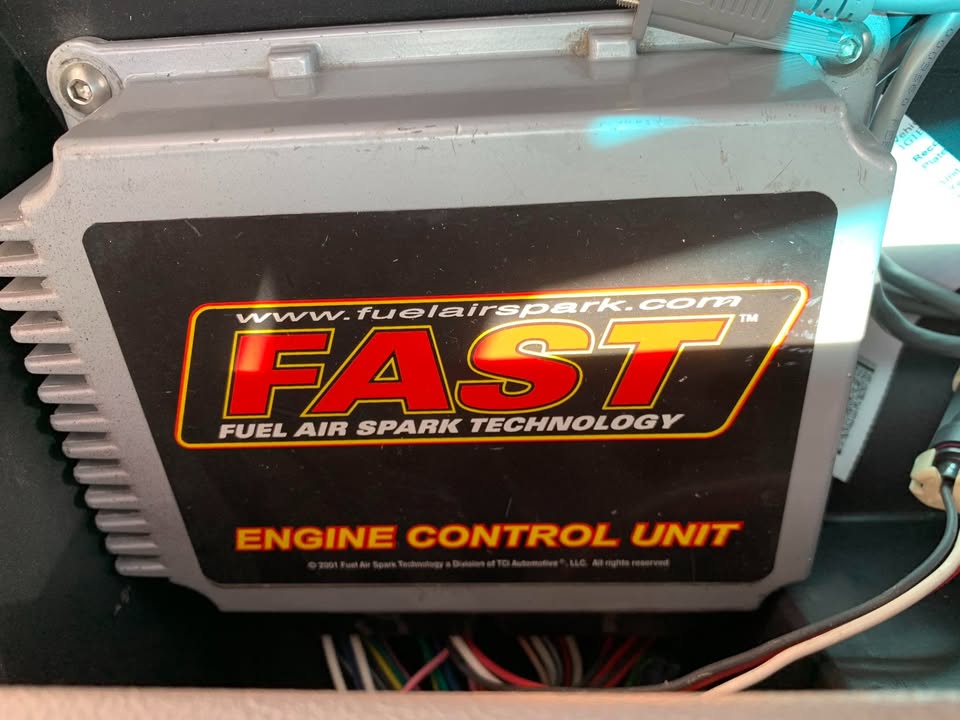 www.fuelairspark.com
FAST™
FUEL AIR SPARK TECHNOLOGY
ENGINE CONTROL UNIT
© 2001 Fuel Air Spark Technology a Division of TCI Automotive®, LLC. All rights reserved